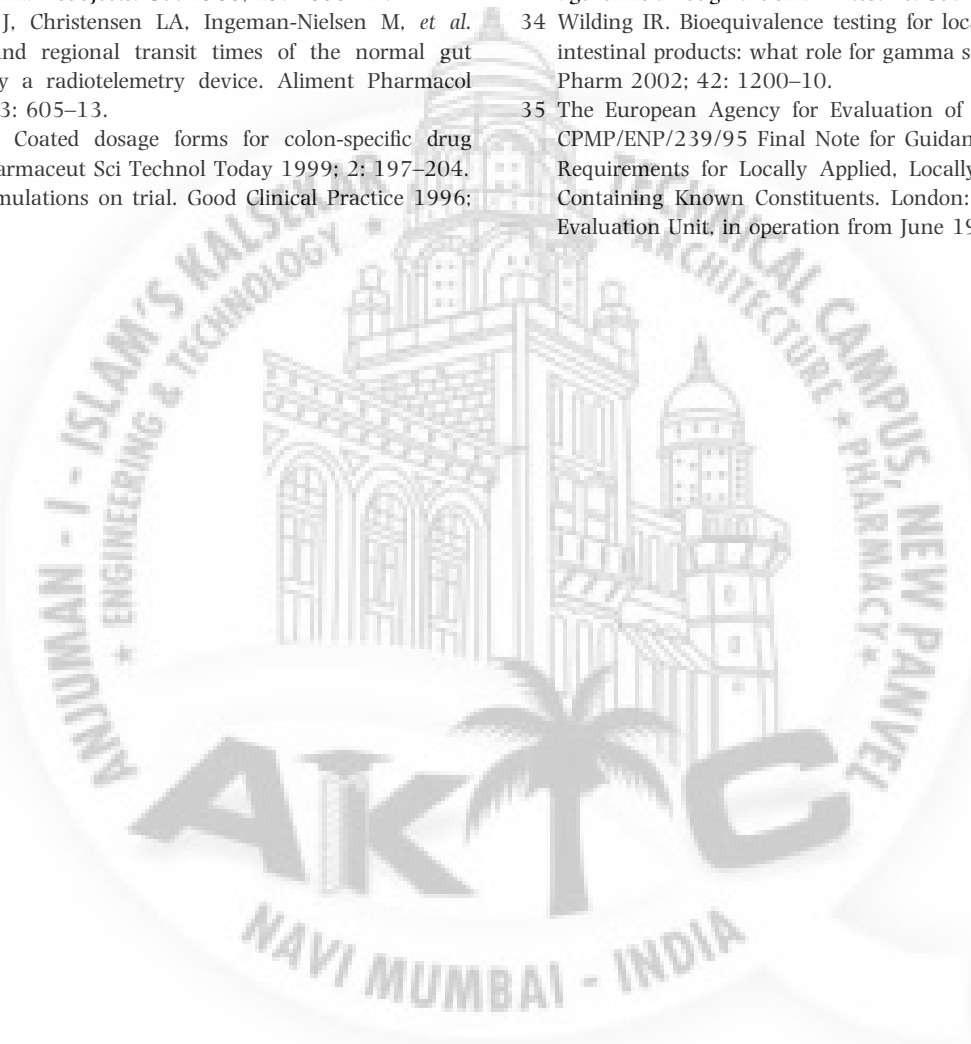 J, Christensen LA, Ingeman-Nielsen M, et al.
nd regional transit times of the normal gut
y a radiotelemetry device. Aliment Pharmacol
3: 605–13.
Coated dosage forms for colon-specific drug
armaceut Sci Technol Today 1999; 2: 197–204.
mulations on trial. Good Clinical Practice 1996;
34 Wilding IR. Bioequivalence testing for loca
intestinal products: what role for gamma s
Pharm 2002; 42: 1200–10.
35 The European Agency for Evaluation of
CPMP/ENP/239/95 Final Note for Guidan
Requirements for Locally Applied, Locally
Containing Known Constituents. London:
Evaluation Unit, in operation from June 19
ANJUMAN - I - ISLAM'S KALSEKAR TECHNICAL CAMPUS, NEW PANVEL
★ ENGINEERING & TECHNOLOGY ★ ARCHITECTURE ★ PHARMACY ★
AKTC
NAVI MUMBAI - INDIA